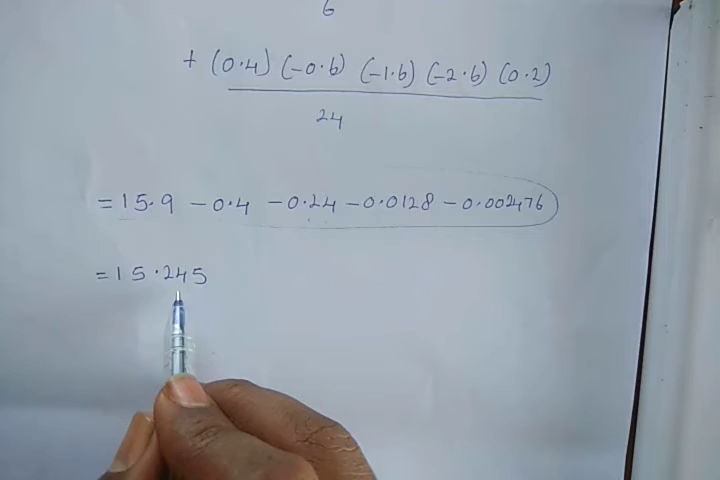 6
+ (0.4) (-0.6) (-1.6) (-2.6) (0.2)
24
= 15.9 - 0.4 - 0.24 - 0.0128 - 0.002476
= 15.245